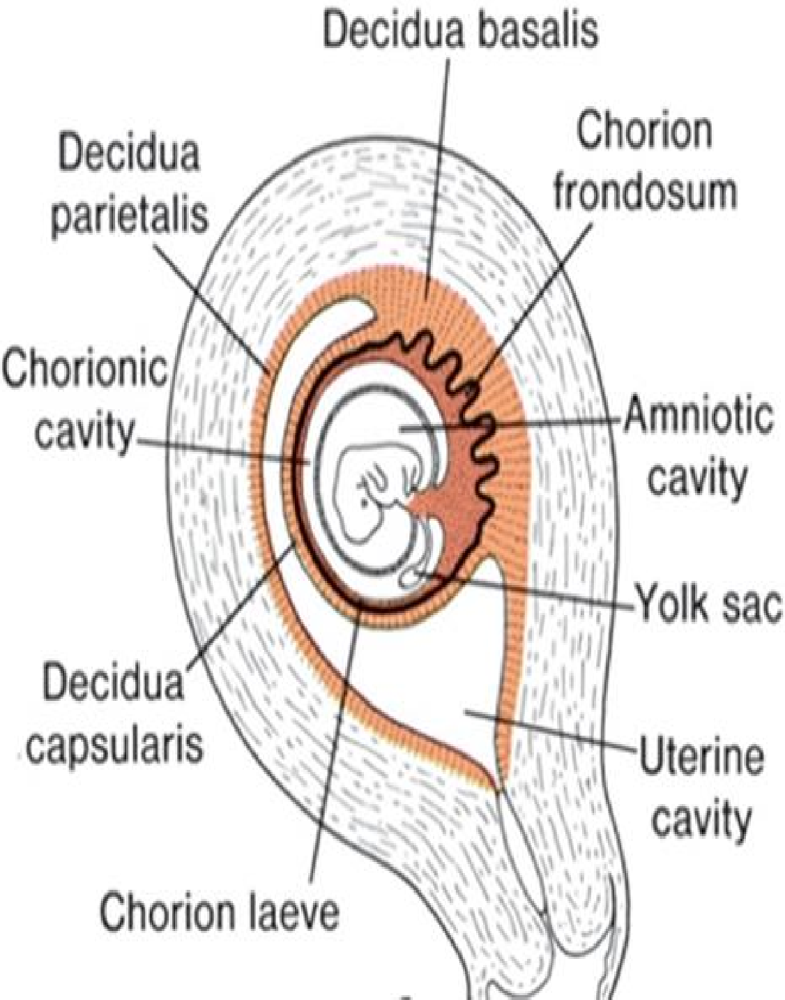 Decidua basalis
Chorion
frondosum
Decidua
parietalis
Chorionic
cavity
Amniotic
cavity
Yolk sac
Decidua
capsularis
Uterine
cavity
Chorion laeve